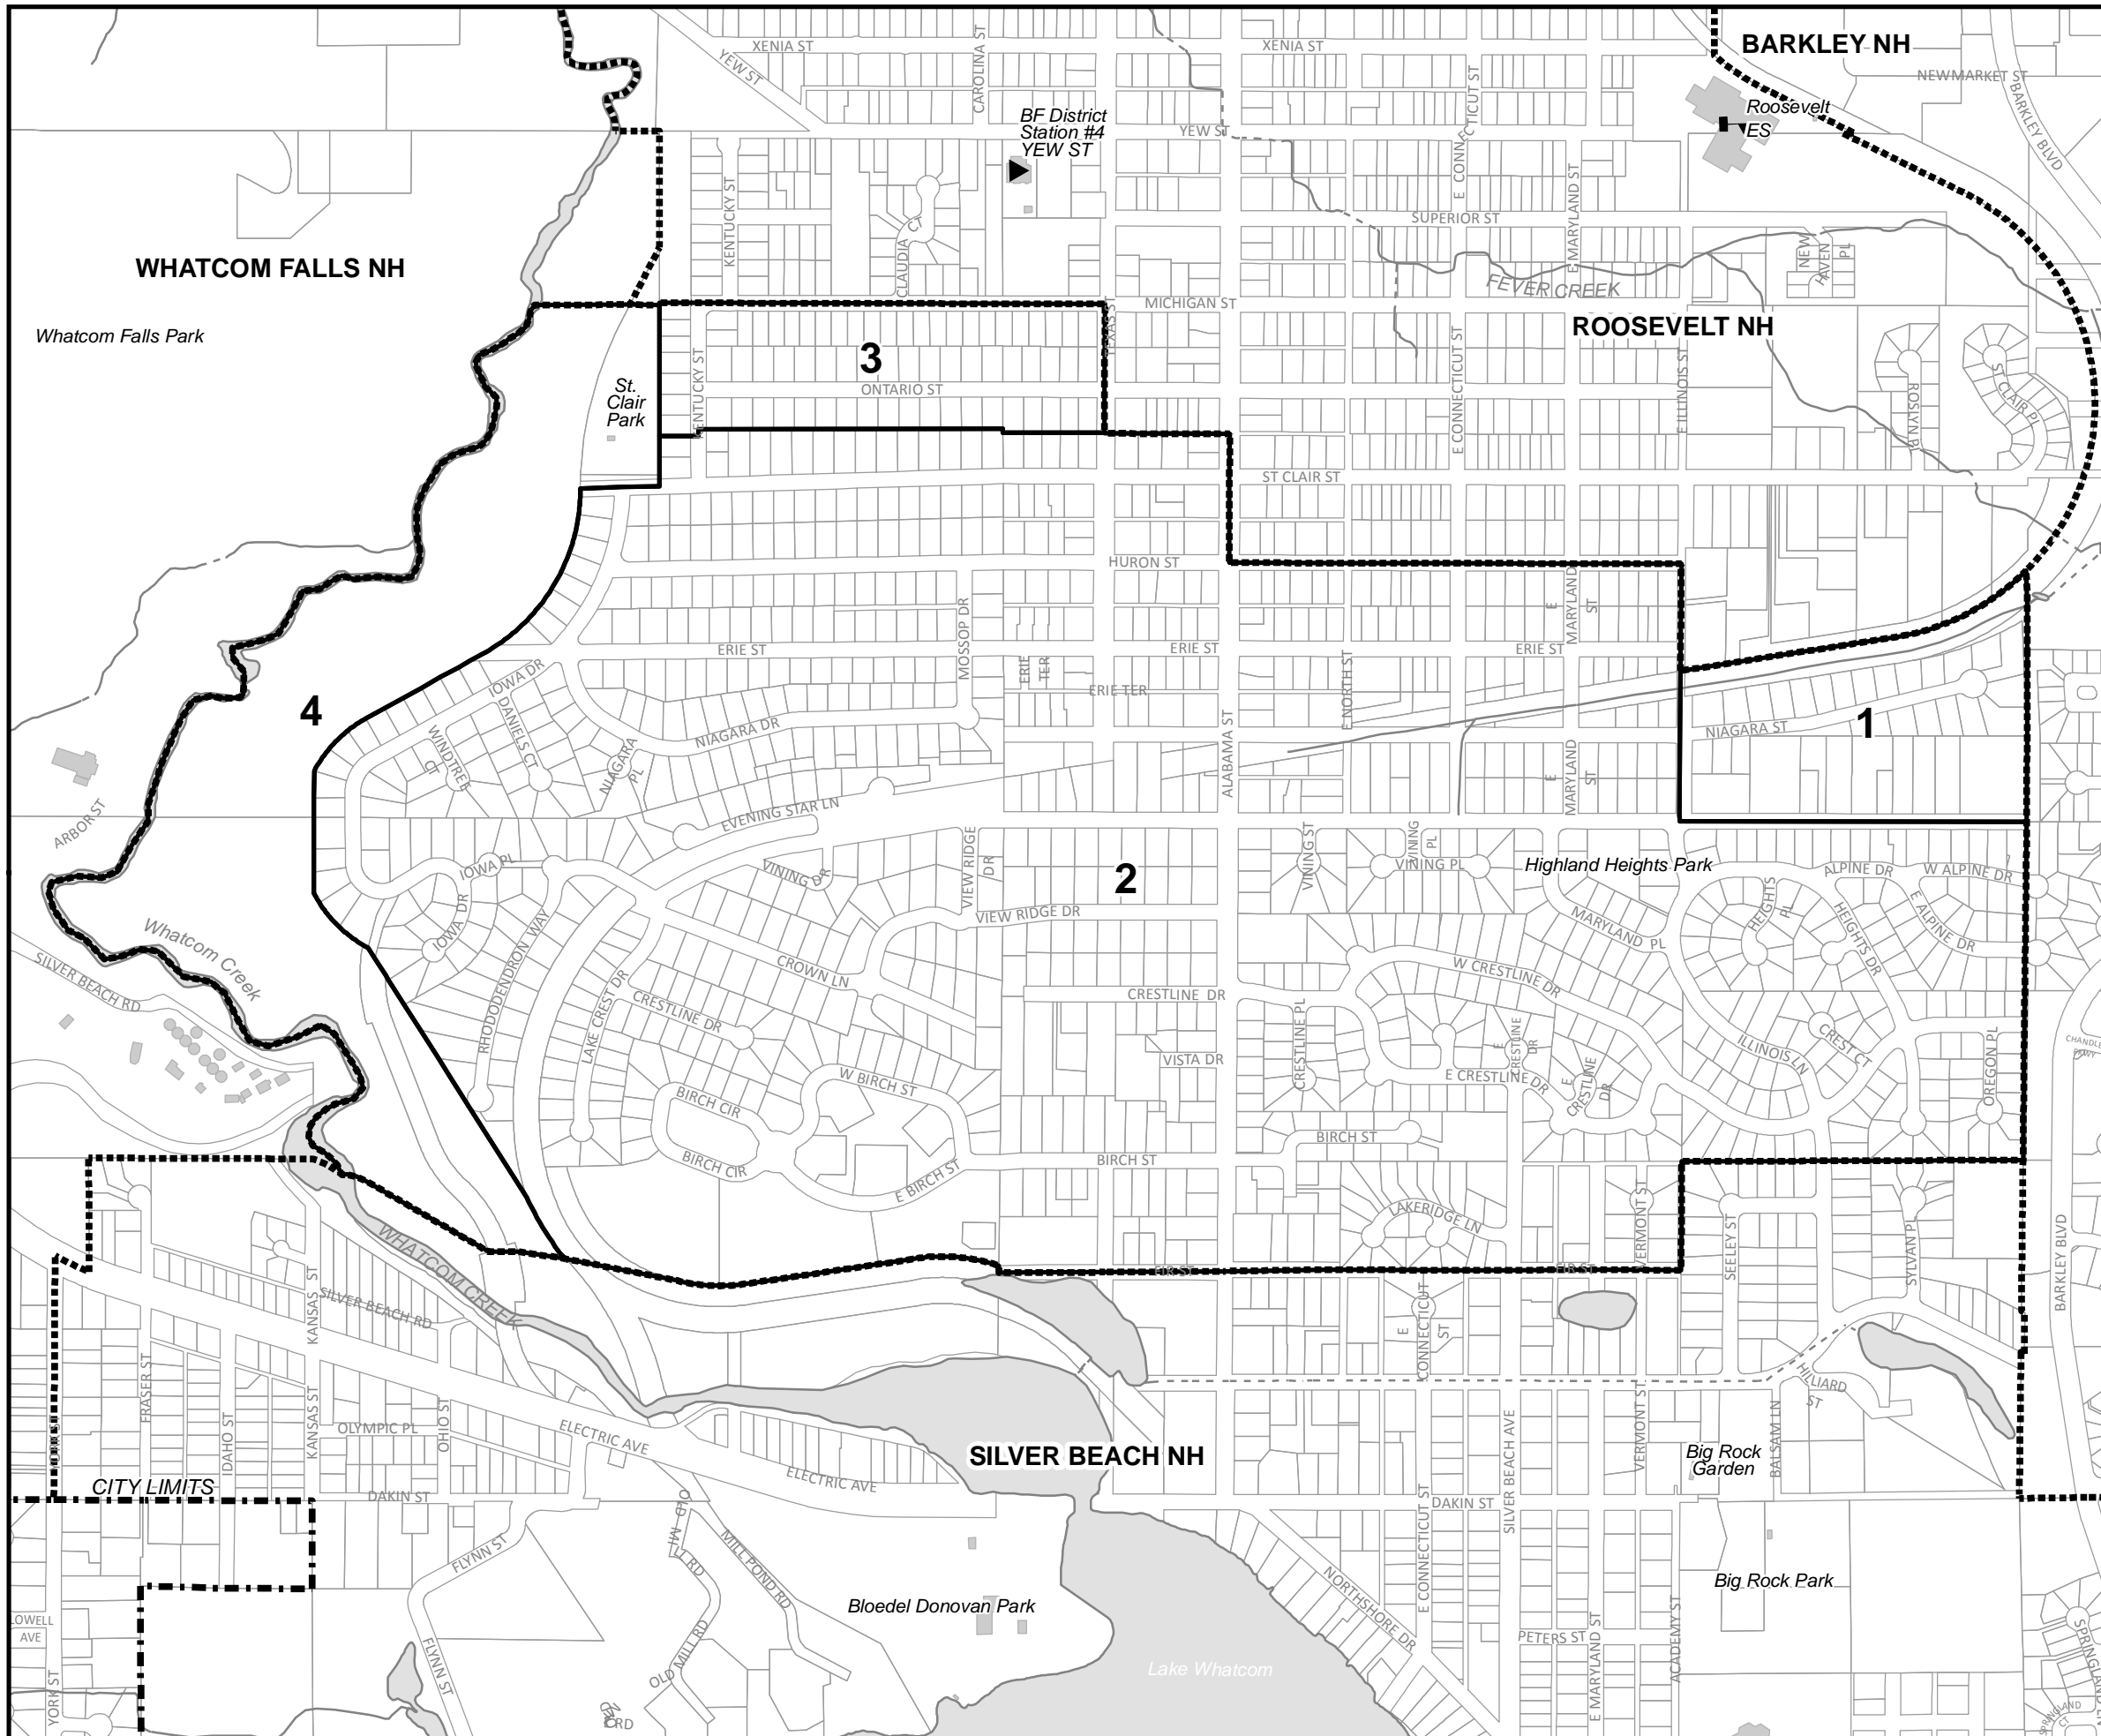 XENIA ST
XENIA ST
YEW ST
CAROLINA ST
BARKLEY NH
NEWMARKET ST
BARKLEY BLVD
Roosevelt
ES
BF District
Station #4
YEW ST
YEW ST
E CONNECTICUT ST
E MARYLAND ST
KENTUCKY ST
CLAUDIA CT
SUPERIOR ST
NEW
HAVEN
PL
WHATCOM FALLS NH
FEVER CREEK
MICHIGAN ST
TEXAS ST
ROOSEVELT NH
Whatcom Falls Park
3
KENTUCKY ST
ONTARIO ST
St.
Clair
Park
E CONNECTICUT ST
E ILLINOIS ST
ROSLYN PL
ST CLAIR PL
ST CLAIR ST
HURON ST
MOSSOP DR
E
MARYLAND
ST
ERIE ST
ERIE
TER
ERIE ST
ERIE ST
ERIE TER
E NORTH ST
IOWA DR
DANIELS CT
WINDTREE
CT
NIAGARA DR
NIAGARA
PL
4
ALABAMA ST
E
MARYLAND
ST
NIAGARA ST
1
ARBOR ST
EVENING STAR LN
VIEW RIDGE
DR
2
VINING ST
VINING
PL
VINING PL
Highland Heights Park
ALPINE DR
W ALPINE DR
IOWA PL
VINING DR
IOWA DR
VIEW RIDGE DR
RHODODENDRON WAY
MARYLAND PL
HEIGHTS
PL
HEIGHTS DR
E ALPINE DR
Whatcom Creek
SILVER BEACH RD
CROWN LN
W CRESTLINE DR
LAKE CREST DR
CRESTLINE DR
CRESTLINE DR
CRESTLINE PL
E
CRESTLINE
DR
VISTA DR
ILLINOIS LN
CREST CT
OREGON PL
W BIRCH ST
E CRESTLINE DR
E
CRESTLINE
DR
BIRCH CIR
BIRCH CIR
BIRCH ST
BIRCH ST
E BIRCH ST
LAKERIDGE LN
VERMONT ST
SEELEY ST
SYLVAN PL
BARKLEY BLVD
FIR ST
FIR ST
WHATCOM CREEK
KANSAS ST
SILVER BEACH RD
E
CONNECTICUT
ST
FRASER ST
IDAHO ST
KANSAS ST
OLYMPIC PL
OHIO ST
ELECTRIC AVE
ELECTRIC AVE
HILLIARD
ST
SILVER BEACH NH
SILVER BEACH AVE
VERMONT ST
Big Rock
Garden
BALSAM LN
CITY LIMITS
DAKIN ST
DAKIN ST
E CONNECTICUT ST
FLYNN ST
OLD MILL RD
MILL POND RD
NORTHSHORE DR
Big Rock Park
Bloedel Donovan Park
YORK ST
AVE
FLYNN ST
OLD MILL RD
Lake Whatcom
PETERS ST
E MARYLAND ST
ACADEMY ST